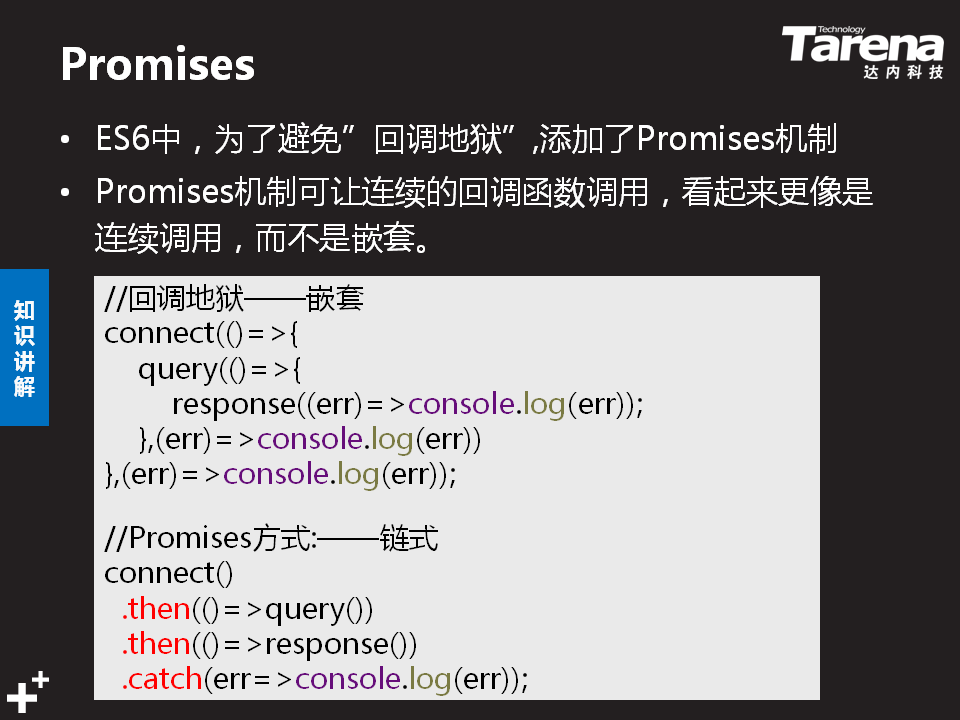 Promises
Technology
Tarena
达内科技
• ES6中，为了避免”回调地狱”,添加了Promises机制
• Promises机制可让连续的回调函数调用，看起来更像是
连续调用，而不是嵌套。
知识讲解
//回调地狱——嵌套
connect(()=>{
    query(()=>{
        response((err)=>console.log(err));
    },(err)=>console.log(err))
},(err)=>console.log(err));
//Promises方式:——链式
connect()
  .then(()=>query())
  .then(()=>response())
  .catch(err=>console.log(err));